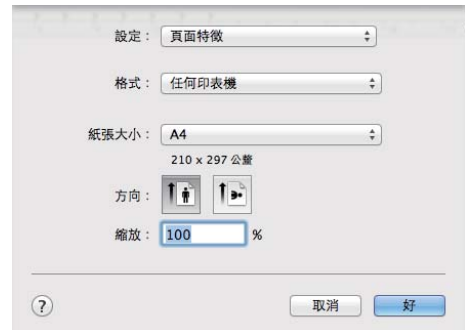 設定： 頁面特徵
格式： 任何印表機
紙張大小： A4
210 x 297 公釐
方向：
縮放： 100 %
? 取消 好